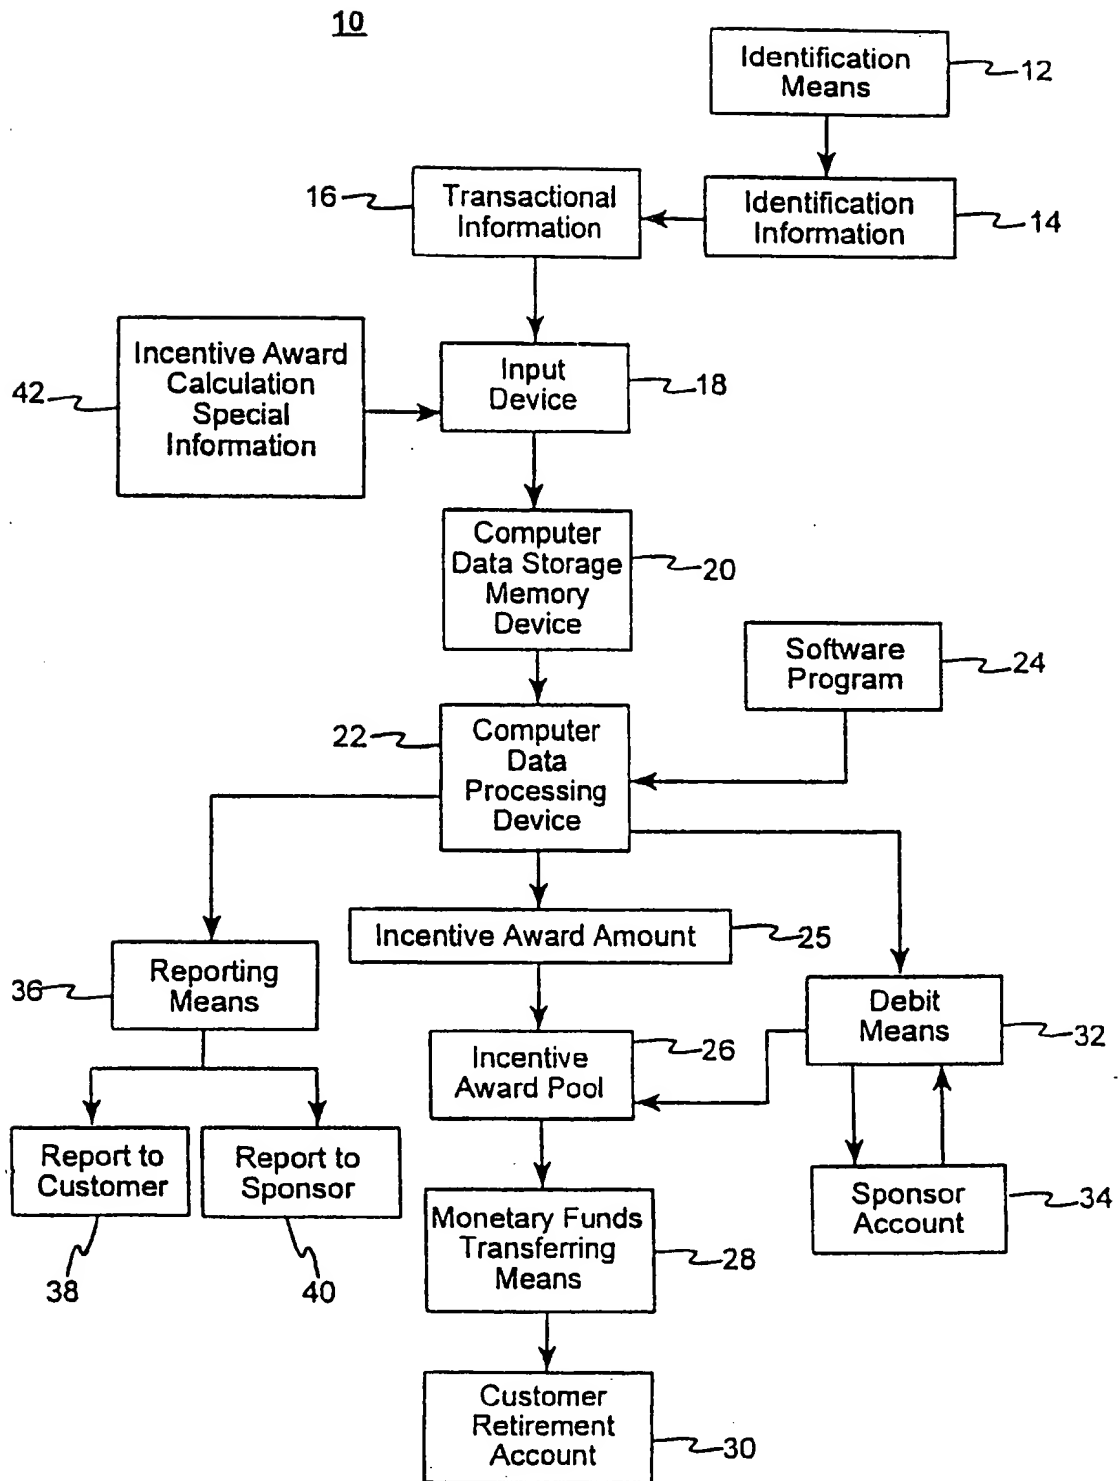 10
Identification
Means
12
16
Transactional
Information
Identification
Information
14
42
Incentive Award
Calculation
Special
Information
Input
Device
18
Computer
Data Storage
Memory
Device
20
Software
Program
24
22
Computer
Data
Processing
Device
Incentive Award Amount
25
36
Reporting
Means
Debit
Means
32
Incentive
Award Pool
26
Report to
Customer
Report to
Sponsor
38
40
Sponsor
Account
34
Monetary Funds
Transferring
Means
28
Customer
Retirement
Account
30